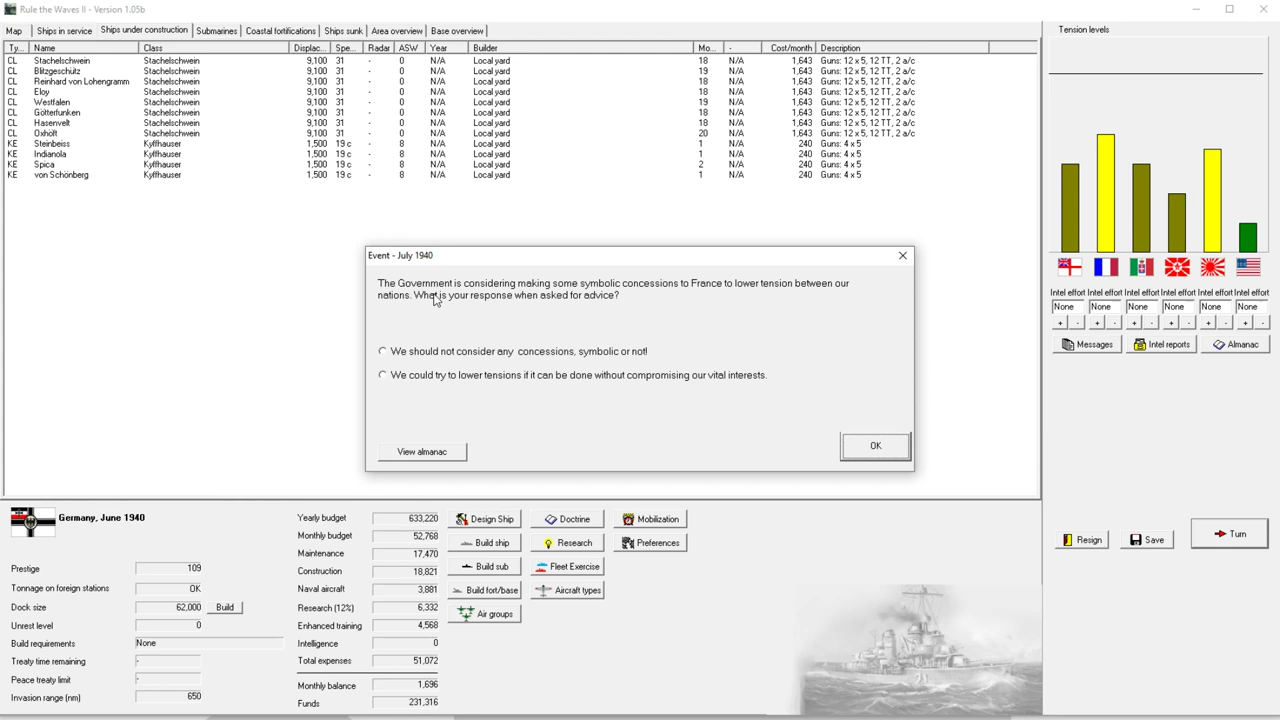 Rule the Waves II - Version 1.05b
Map Ships in service Ships under construction Submarines Coastal fortifications Ships sunk Area overview Base overview
Ty... Name Class Displac... Spe... Radar ASW Year Builder Mo... - Cost/month Description
CL Stachelschwein Stachelschwein 9,100 31 - 0 N/A Local yard 18 N/A 1,643 Guns: 12 x 5, 12 TT, 2 a/c
CL Blitzgeschütz Stachelschwein 9,100 31 - 0 N/A Local yard 19 N/A 1,643 Guns: 12 x 5, 12 TT, 2 a/c
CL Reinhard von Lohengramm Stachelschwein 9,100 31 - 0 N/A Local yard 18 N/A 1,643 Guns: 12 x 5, 12 TT, 2 a/c
CL Eloy Stachelschwein 9,100 31 - 0 N/A Local yard 18 N/A 1,643 Guns: 12 x 5, 12 TT, 2 a/c
CL Westfalen Stachelschwein 9,100 31 - 0 N/A Local yard 19 N/A 1,643 Guns: 12 x 5, 12 TT, 2 a/c
CL Götterfunken Stachelschwein 9,100 31 - 0 N/A Local yard 18 N/A 1,643 Guns: 12 x 5, 12 TT, 2 a/c
CL Hasenvelt Stachelschwein 9,100 31 - 0 N/A Local yard 18 N/A 1,643 Guns: 12 x 5, 12 TT, 2 a/c
CL Oxhöft Stachelschwein 9,100 31 - 0 N/A Local yard 20 N/A 1,643 Guns: 12 x 5, 12 TT, 2 a/c
KE Steinbeiss Kyffhauser 1,500 19 c - 8 N/A Local yard 1 N/A 240 Guns: 4 x 5
KE Indianola Kyffhauser 1,500 19 c - 8 N/A Local yard 1 N/A 240 Guns: 4 x 5
KE Spica Kyffhauser 1,500 19 c - 8 N/A Local yard 2 N/A 240 Guns: 4 x 5
KE von Schönberg Kyffhauser 1,500 19 c - 8 N/A Local yard 1 N/A 240 Guns: 4 x 5
Tension levels
Intel effort Intel effort Intel effort Intel effort Intel effort Intel effort
None None None None None None
+ - + - + - + - + - + -
Messages Intel reports Almanac
Event - July 1940
The Government is considering making some symbolic concessions to France to lower tension between our
nations. What is your response when asked for advice?
We should not consider any concessions, symbolic or not!
We could try to lower tensions if it can be done without compromising our vital interests.
View almanac OK
Germany, June 1940
Prestige 109
Tonnage on foreign stations OK
Dock size 62,000 Build
Unrest level 0
Build requirements None
Treaty time remaining -
Peace treaty limit -
Invasion range (nm) 650
Yearly budget 633,220
Monthly budget 52,768
Maintenance 17,470
Construction 18,821
Naval aircraft 3,881
Research (12%) 6,332
Enhanced training 4,568
Intelligence 0
Total expenses 51,072
Monthly balance 1,696
Funds 231,316
Design Ship Doctrine Mobilization
Build ship Research Preferences
Build sub Fleet Exercise
Build fort/base Aircraft types
Air groups
Resign Save Turn